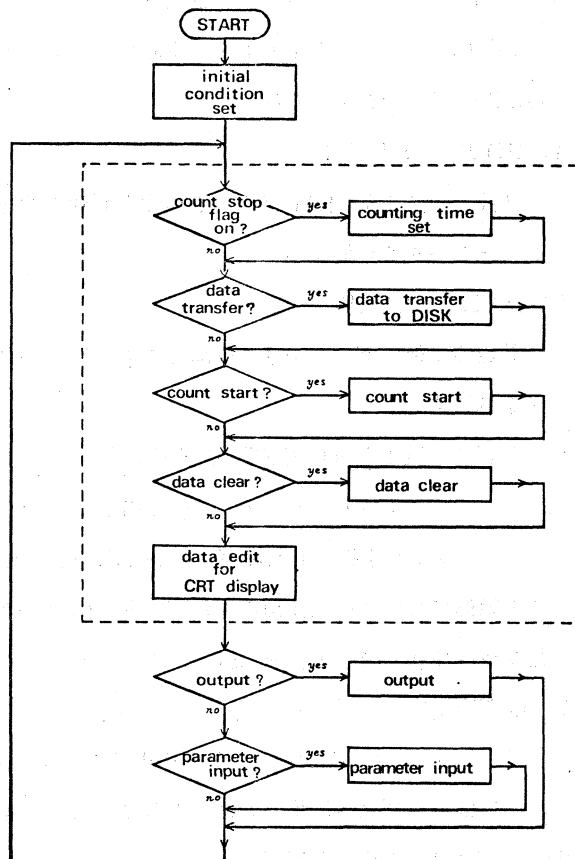 START
initial
condition
set
count stop
flag
on ?
yes
counting time
set
no
data
transfer?
yes
data transfer
to DISK
no
count start ?
yes
count start
no
data clear ?
yes
data clear
no
data edit
for
CRT display
output ?
yes
output
no
parameter
input ?
yes
parameter input
no